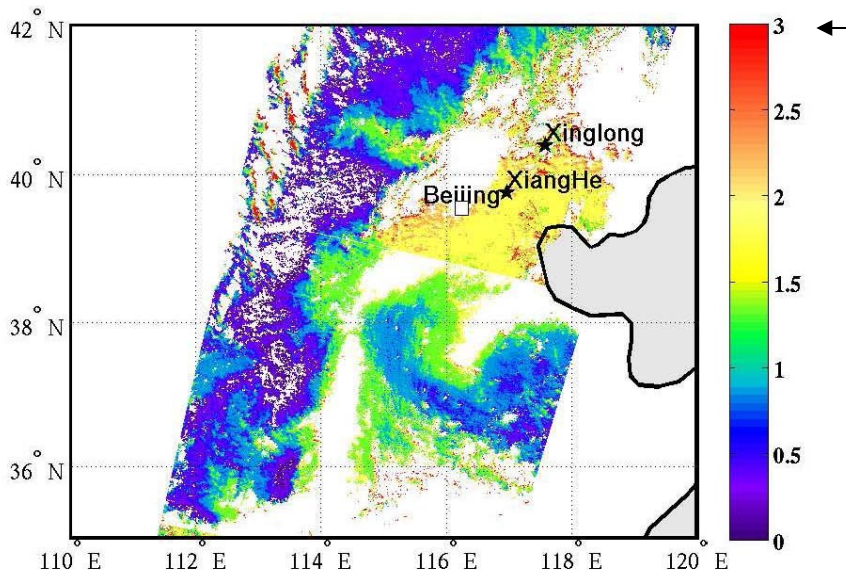 42° N
40° N
38° N
36° N
110° E
112° E
114° E
116° E
118° E
120° E
Xinglong
XiangHe
Beijing
3
2.5
2
1.5
1
0.5
0